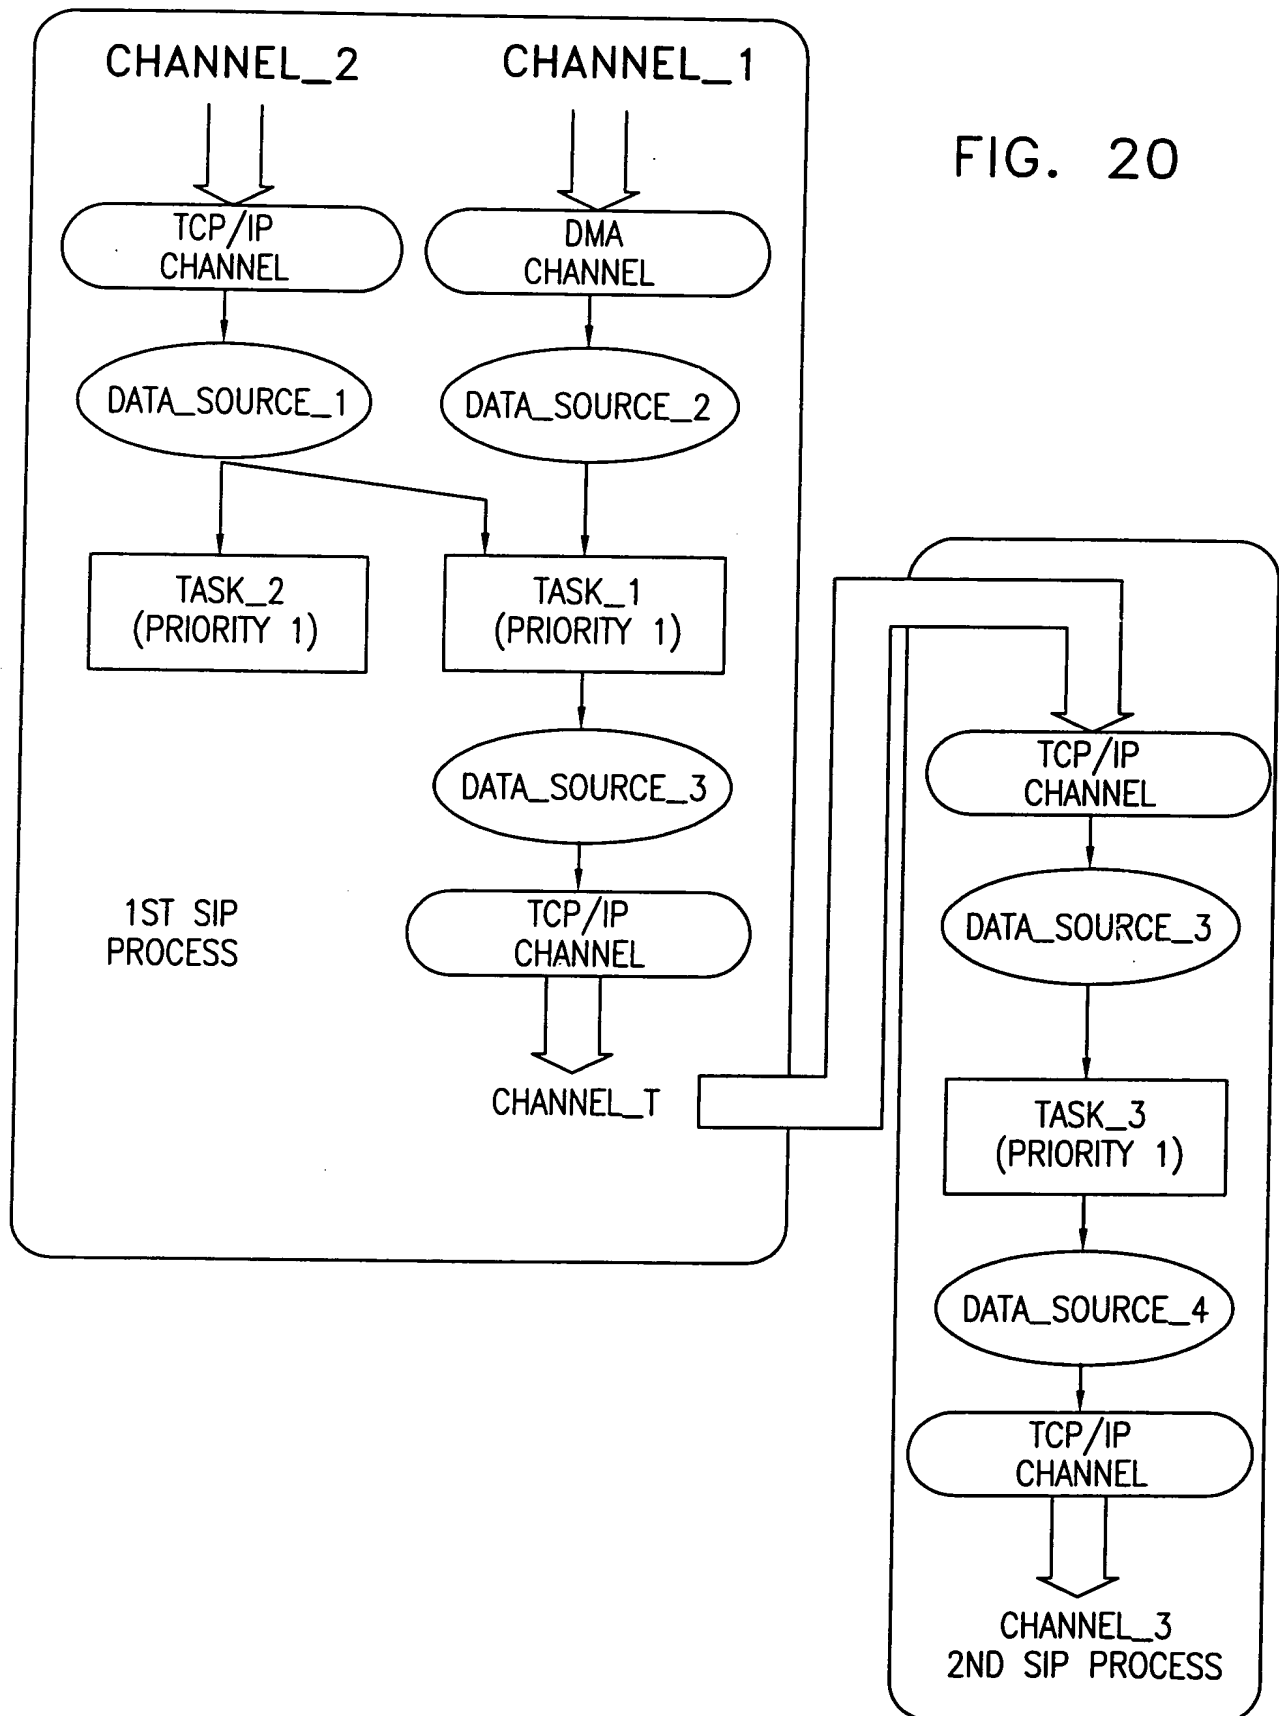 CHANNEL_2
CHANNEL_1
FIG. 20
TCP/IP
CHANNEL
DMA
CHANNEL
DATA_SOURCE_1
DATA_SOURCE_2
TASK_2
(PRIORITY 1)
TASK_1
(PRIORITY 1)
DATA_SOURCE_3
1ST SIP
PROCESS
TCP/IP
CHANNEL
CHANNEL_T
TCP/IP
CHANNEL
DATA_SOURCE_3
TASK_3
(PRIORITY 1)
DATA_SOURCE_4
TCP/IP
CHANNEL
CHANNEL_3
2ND SIP PROCESS